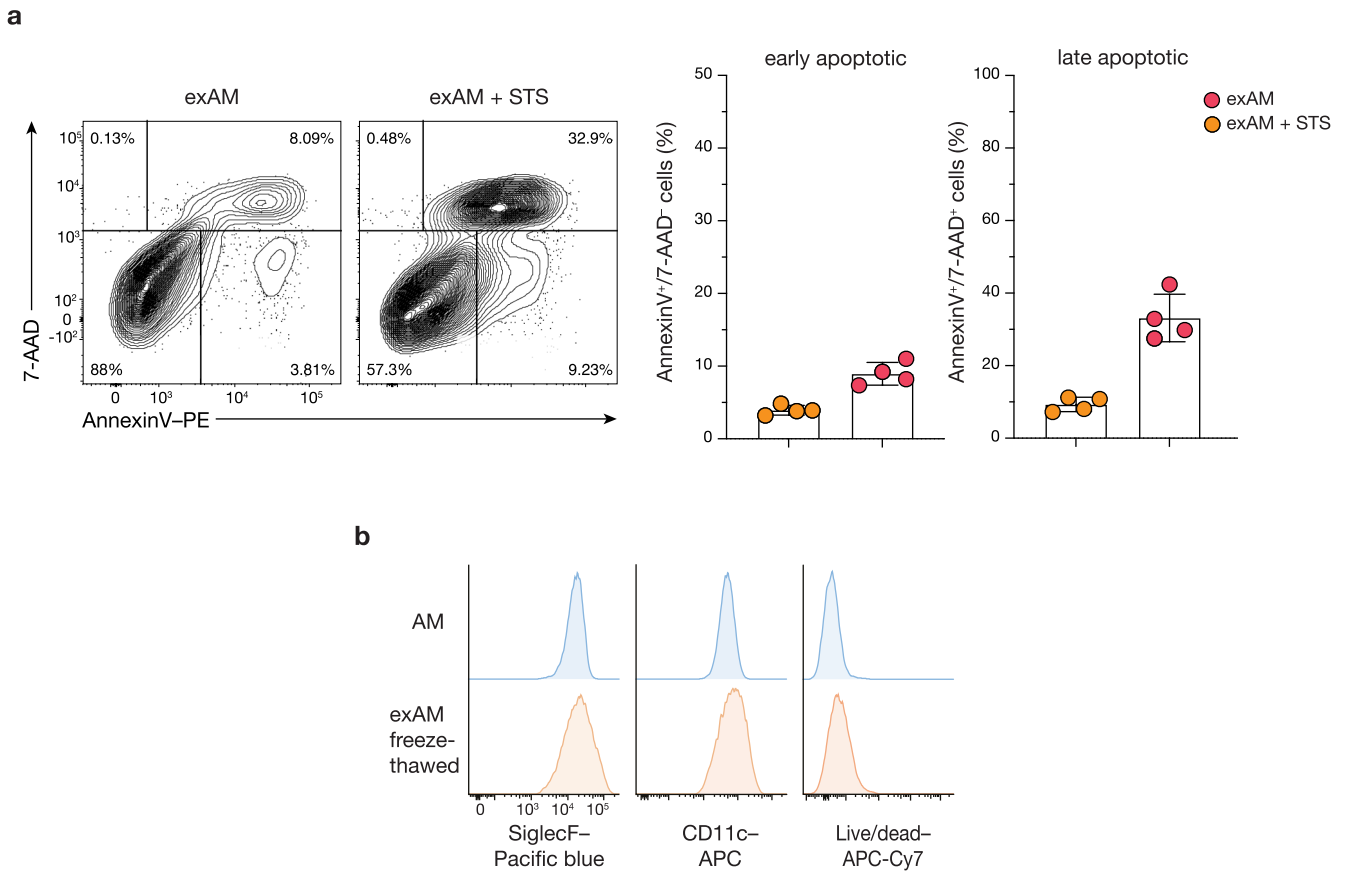 a
exAM
exAM + STS
7-AAD
10⁵
10⁴
10³
10²
0
-10²
0.13%
8.09%
88%
3.81%
0.48%
32.9%
57.3%
9.23%
0
10³
10⁴
10⁵
AnnexinV–PE
early apoptotic
AnnexinV⁺/7-AAD⁻ cells (%)
50
40
30
20
10
0
late apoptotic
AnnexinV⁺/7-AAD⁺ cells (%)
100
80
60
40
20
0
exAM
exAM + STS
b
AM
exAM
freeze-
thawed
0 10³ 10⁴ 10⁵
SiglecF–
Pacific blue
CD11c–
APC
Live/dead–
APC-Cy7